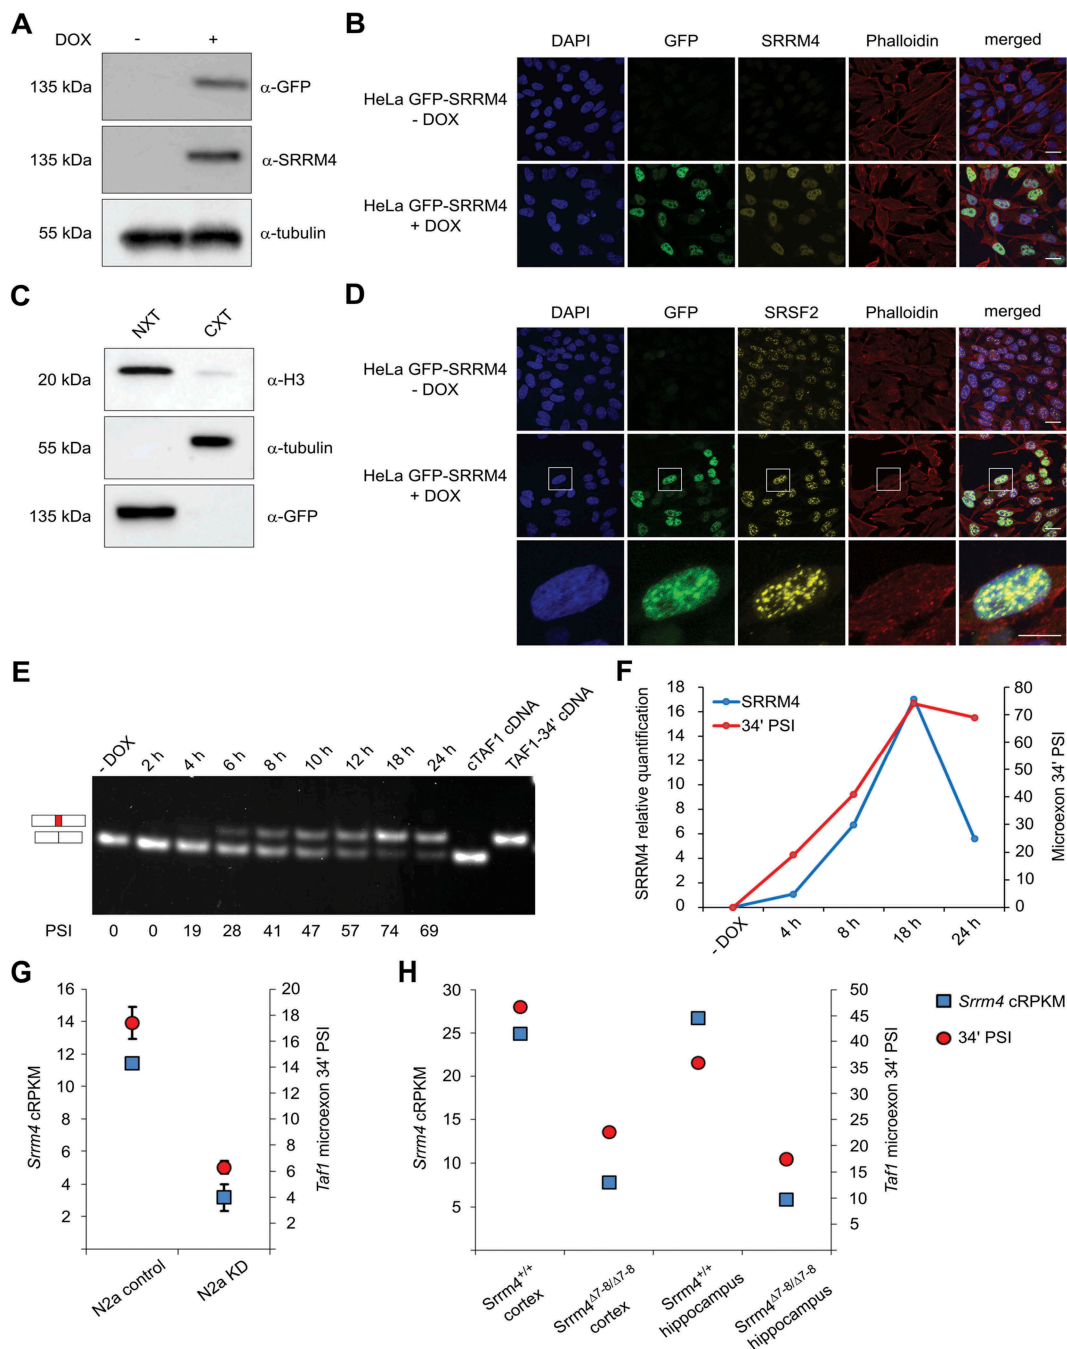 A
DOX - +
135 kDa α-GFP
135 kDa α-SRRM4
55 kDa α-tubulin
B
DAPI GFP SRRM4 Phalloidin merged
HeLa GFP-SRRM4
- DOX
HeLa GFP-SRRM4
+ DOX
C
NXT CXT
20 kDa α-H3
55 kDa α-tubulin
135 kDa α-GFP
D
DAPI GFP SRSF2 Phalloidin merged
HeLa GFP-SRRM4
- DOX
HeLa GFP-SRRM4
+ DOX
E
- DOX 2 h 4 h 6 h 8 h 10 h 12 h 18 h 24 h cTAF1 cDNA TAF1-34' cDNA
PSI 0 0 19 28 41 47 57 74 69
F
SRRM4 relative quantification
18
16
14
12
10
8
6
4
2
0
SRRM4
34' PSI
80
70
60
50
40
30
20
10
0
Microexon 34' PSI
- DOX 4 h 8 h 18 h 24 h
G
Srrm4 cRPKM
16
14
12
10
8
6
4
2
20
18
16
14
12
10
8
6
4
2
Taf1 microexon 34' PSI
N2a control N2a KD
H
Srrm4 cRPKM
30
25
20
15
10
5
50
45
40
35
30
25
20
15
10
5
Taf1 microexon 34' PSI
Srrm4+/+ cortex
Srrm4Δ7-8/Δ7-8 cortex
Srrm4+/+ hippocampus
Srrm4Δ7-8/Δ7-8 hippocampus
Srrm4 cRPKM
34' PSI